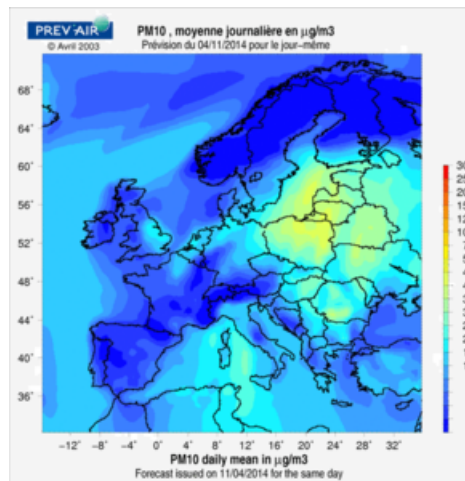 PREV'AIR
© Avril 2003
PM10 , moyenne journalière en µg/m3
Prévision du 04/11/2014 pour le jour-même
68°
64°
60°
56°
52°
48°
44°
40°
36°
-12° -8° -4° 0° 4° 8° 12° 16° 20° 24° 28° 32°
PM10 daily mean in µg/m3
Forecast issued on 11/04/2014 for the same day